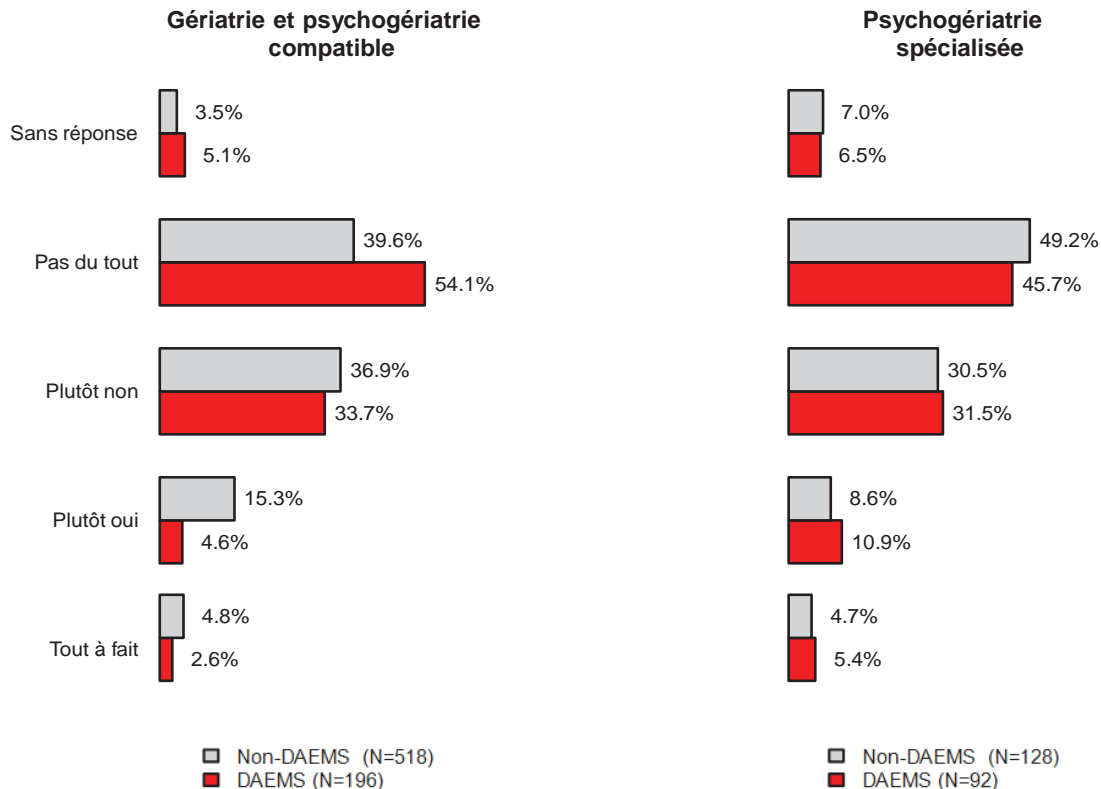 Gériatrie et psychogériatrie
compatible
Psychogériatrie
spécialisée
Sans réponse
3.5%
5.1%
7.0%
6.5%
Pas du tout
39.6%
54.1%
49.2%
45.7%
Plutôt non
36.9%
33.7%
30.5%
31.5%
Plutôt oui
15.3%
4.6%
8.6%
10.9%
Tout à fait
4.8%
2.6%
4.7%
5.4%
Non-DAEMS (N=518)
DAEMS (N=196)
Non-DAEMS (N=128)
DAEMS (N=92)